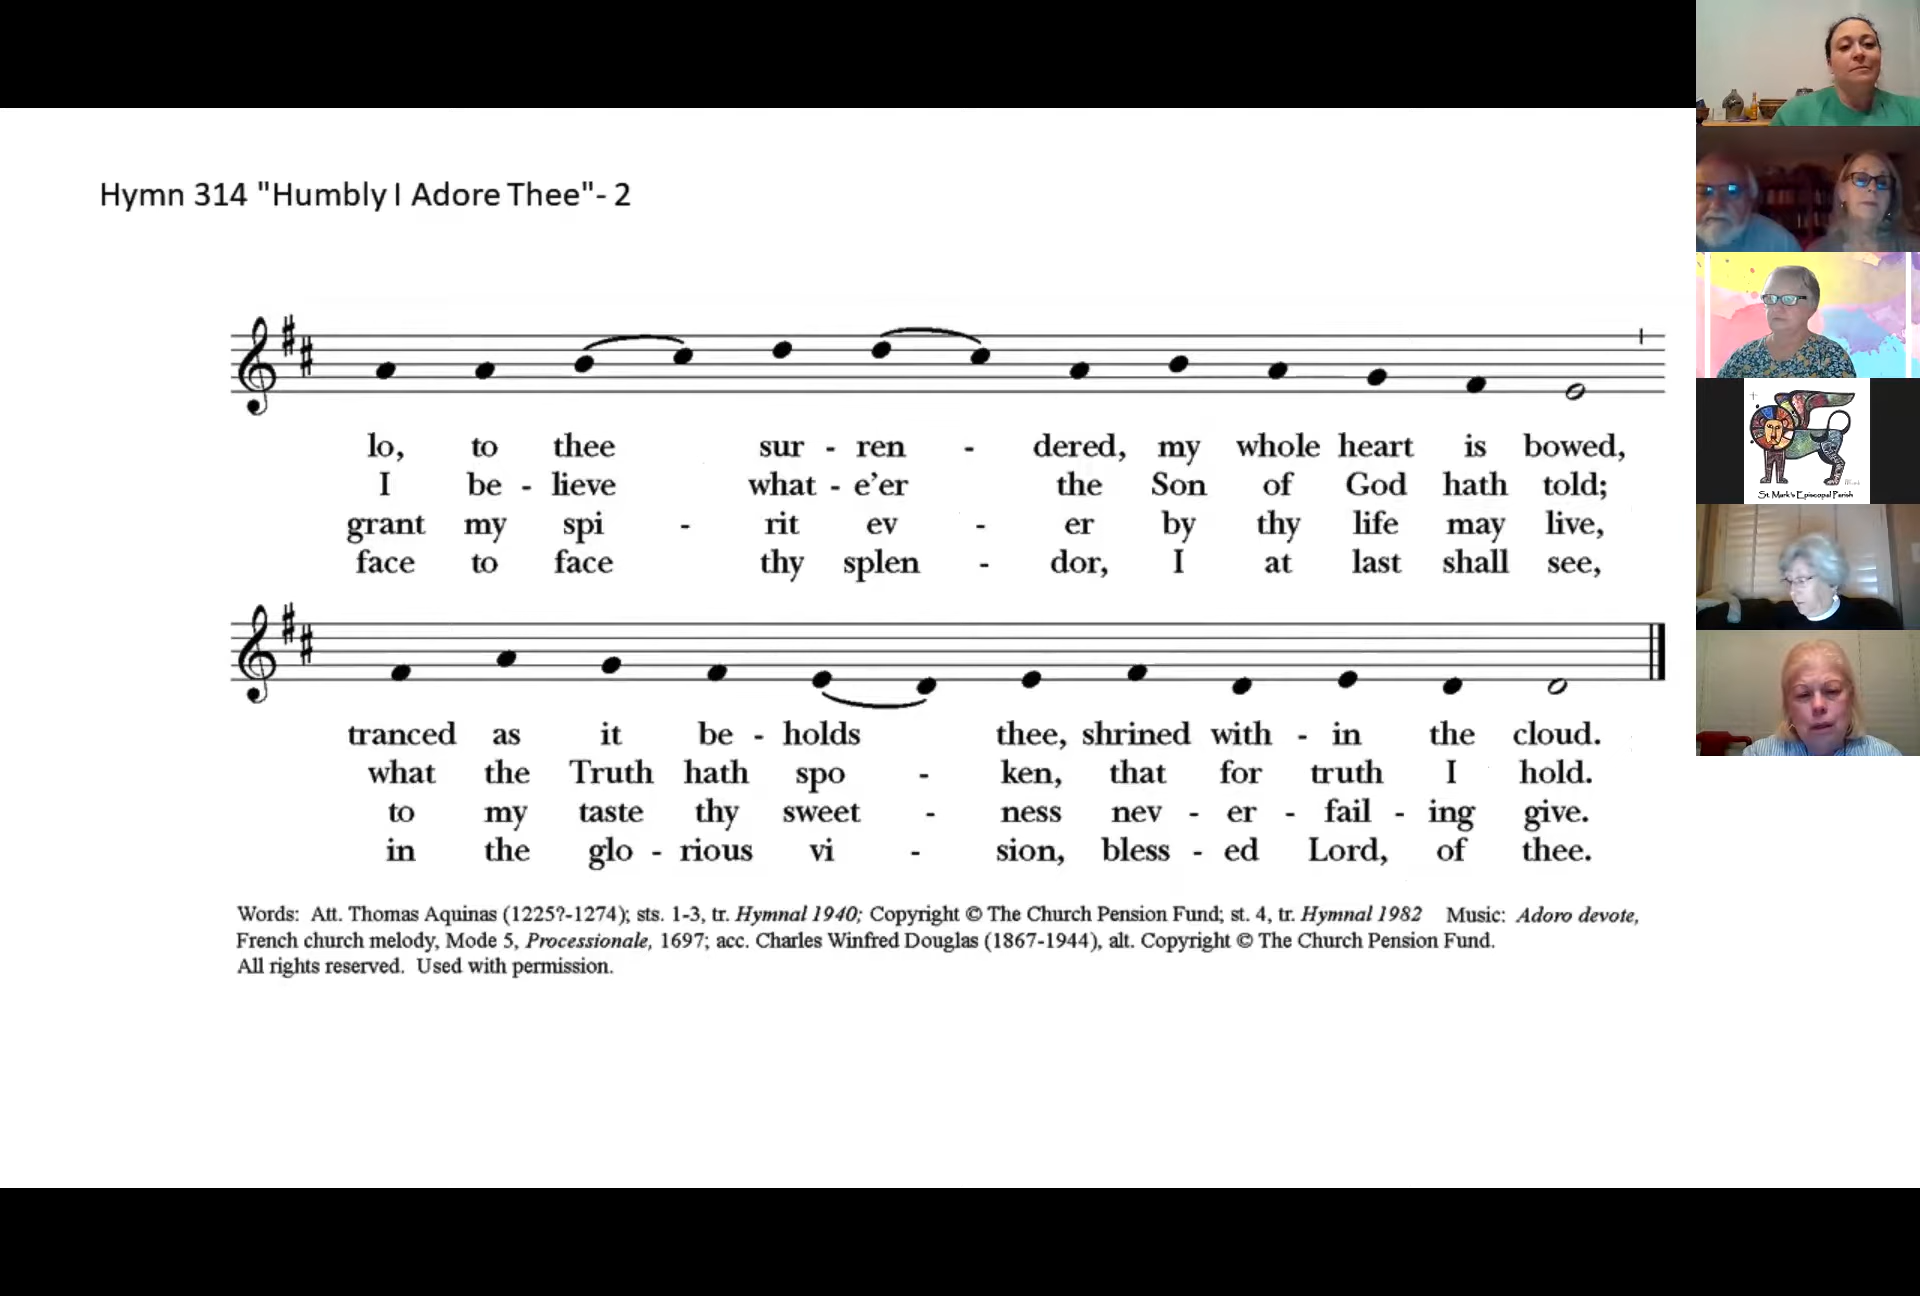 Hymn 314 "Humbly I Adore Thee"- 2
lo, to thee sur - ren - dered, my whole heart is bowed,
I be - lieve what - e'er the Son of God hath told;
grant my spi - rit ev - er by thy life may live,
face to face thy splen - dor, I at last shall see,
tranced as it be - holds thee, shrined with - in the cloud.
what the Truth hath spo - ken, that for truth I hold.
to my taste thy sweet - ness nev - er - fail - ing give.
in the glo - rious vi - sion, bless - ed Lord, of thee.
Words: Att. Thomas Aquinas (1225?-1274); sts. 1-3, tr. Hymnal 1940; Copyright © The Church Pension Fund; st. 4, tr. Hymnal 1982 Music: Adoro devote,
French church melody, Mode 5, Processionale, 1697; acc. Charles Winfred Douglas (1867-1944), alt. Copyright © The Church Pension Fund.
All rights reserved. Used with permission.
St. Mark's Episcopal Parish